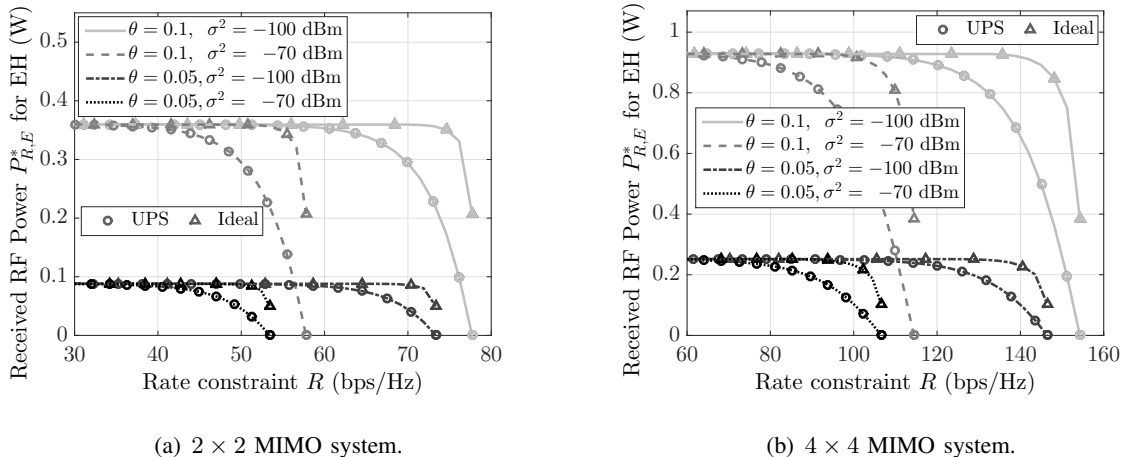 Received RF Power P*R,E for EH (W)
0.5
0.4
0.3
0.2
0.1
0
θ = 0.1, σ² = −100 dBm
θ = 0.1, σ² = −70 dBm
θ = 0.05, σ² = −100 dBm
θ = 0.05, σ² = −70 dBm
UPS Ideal
30 40 50 60 70 80
Rate constraint R (bps/Hz)
(a) 2 × 2 MIMO system.
Received RF Power P*R,E for EH (W)
1
0.8
0.6
0.4
0.2
0
UPS Ideal
θ = 0.1, σ² = −100 dBm
θ = 0.1, σ² = −70 dBm
θ = 0.05, σ² = −100 dBm
θ = 0.05, σ² = −70 dBm
60 80 100 120 140 160
Rate constraint R (bps/Hz)
(b) 4 × 4 MIMO system.